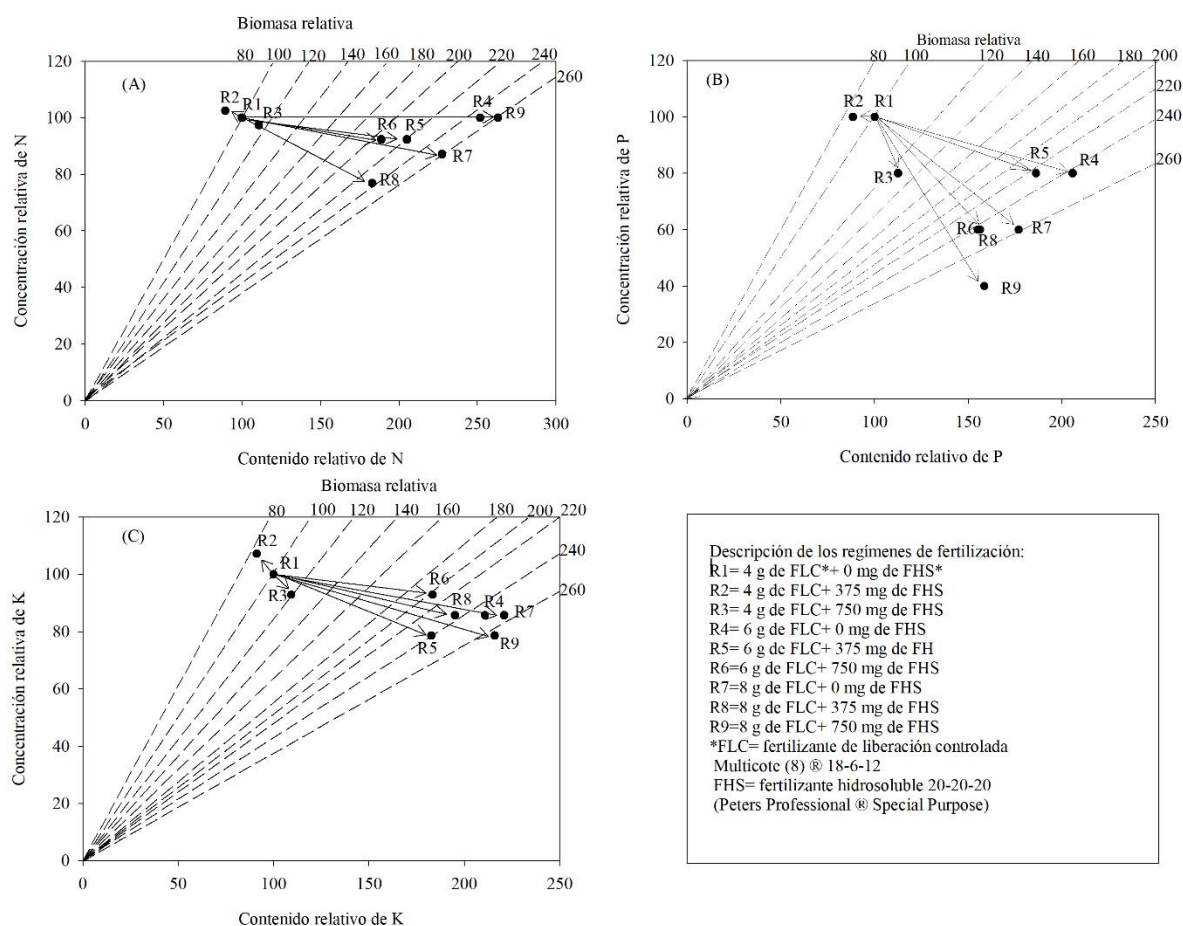 Biomasa relativa
80 100 120 140 160 180 200 220 240
260
120
100
80
60
40
20
0
(A)
R2
R1
R3
R6
R5
R4
R9
R7
R8
0 50 100 150 200 250 300
Concentración relativa de N
Contenido relativo de N
Biomasa relativa
80 100 120 140 160 180 200
220
240
260
120
100
80
60
40
20
0
(B)
R2
R1
R3
R5
R4
R6
R8
R7
R9
0 50 100 150 200 250
Concentración relativa de P
Contenido relativo de P
Biomasa relativa
80 100 120 140 160 180 200 220
240
260
120
100
80
60
40
20
0
(C)
R2
R1
R3
R6
R8
R4
R7
R5
R9
0 50 100 150 200 250
Concentración relativa de K
Contenido relativo de K
Descripción de los regímenes de fertilización:
R1= 4 g de FLC*+ 0 mg de FHS*
R2= 4 g de FLC+ 375 mg de FHS
R3= 4 g de FLC+ 750 mg de FHS
R4= 6 g de FLC+ 0 mg de FHS
R5= 6 g de FLC+ 375 mg de FH
R6=6 g de FLC+ 750 mg de FHS
R7=8 g de FLC+ 0 mg de FHS
R8=8 g de FLC+ 375 mg de FHS
R9=8 g de FLC+ 750 mg de FHS
*FLC= fertilizante de liberación controlada
Multicote (8) ® 18-6-12
FHS= fertilizante hidrosoluble 20-20-20
(Peters Professional ® Special Purpose)